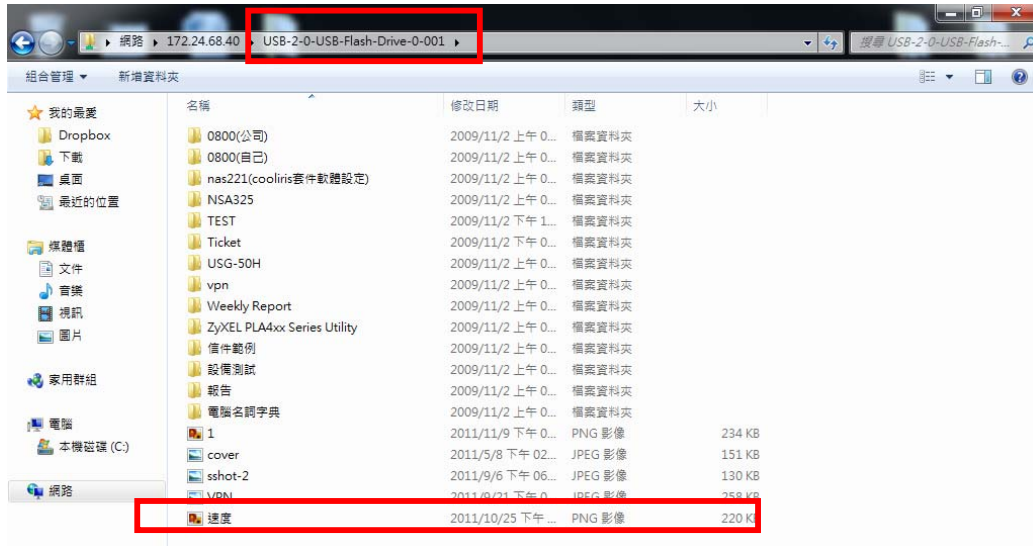 網路 ▸ 172.24.68.40 ▸ USB-2-0-USB-Flash-Drive-0-001 ▸ 搜尋 USB-2-0-USB-Flash-...
組合管理 ▼ 新增資料夾
我的最愛
Dropbox
下載
桌面
最近的位置
媒體櫃
文件
音樂
視訊
圖片
家用群組
電腦
本機磁碟 (C:)
網路
名稱 修改日期 類型 大小
0800(公司) 2009/11/2 上午 0... 檔案資料夾
0800(自己) 2009/11/2 上午 0... 檔案資料夾
nas221(cooliris套件軟體設定) 2009/11/2 上午 0... 檔案資料夾
NSA325 2009/11/2 上午 0... 檔案資料夾
TEST 2009/11/2 下午 1... 檔案資料夾
Ticket 2009/11/2 下午 0... 檔案資料夾
USG-50H 2009/11/2 上午 0... 檔案資料夾
vpn 2009/11/2 上午 0... 檔案資料夾
Weekly Report 2009/11/2 上午 0... 檔案資料夾
ZyXEL PLA4xx Series Utility 2009/11/2 上午 0... 檔案資料夾
信件範例 2009/11/2 上午 0... 檔案資料夾
設備測試 2009/11/2 上午 0... 檔案資料夾
報告 2009/11/2 上午 0... 檔案資料夾
電腦名詞字典 2009/11/2 上午 0... 檔案資料夾
1 2011/11/9 下午 0... PNG 影像 234 KB
cover 2011/5/8 下午 02... JPEG 影像 151 KB
sshot-2 2011/9/6 下午 06... JPEG 影像 130 KB
VPN 2011/9/21 下午 0... JPEG 影像 258 KB
速度 2011/10/25 下午 ... PNG 影像 220 KB